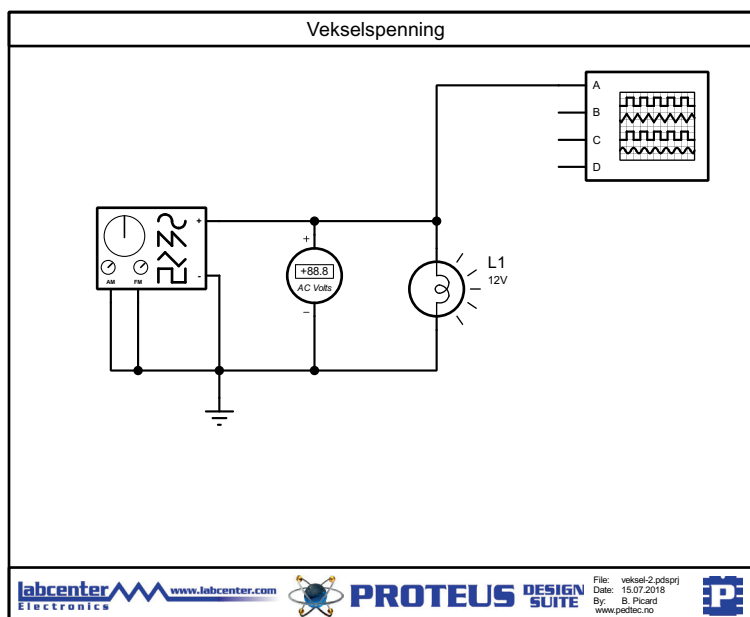 Vekselspenning
A
B
C
D
+
-
AM
FM
+
+88.8
AC Volts
−
L1
12V
labcenter
Electronics
www.labcenter.com
PROTEUS DESIGN SUITE
File: veksel-2.pdsprj
Date: 15.07.2018
By: B. Picard
www.pedtec.no
P